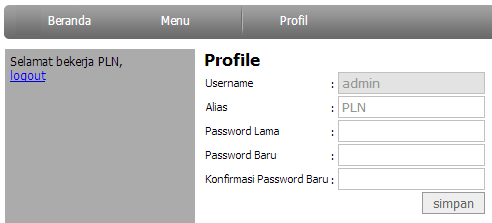 Beranda Menu Profil
Selamat bekerja PLN,
logout
Profile
Username : admin
Alias : PLN
Password Lama :
Password Baru :
Konfirmasi Password Baru :
simpan